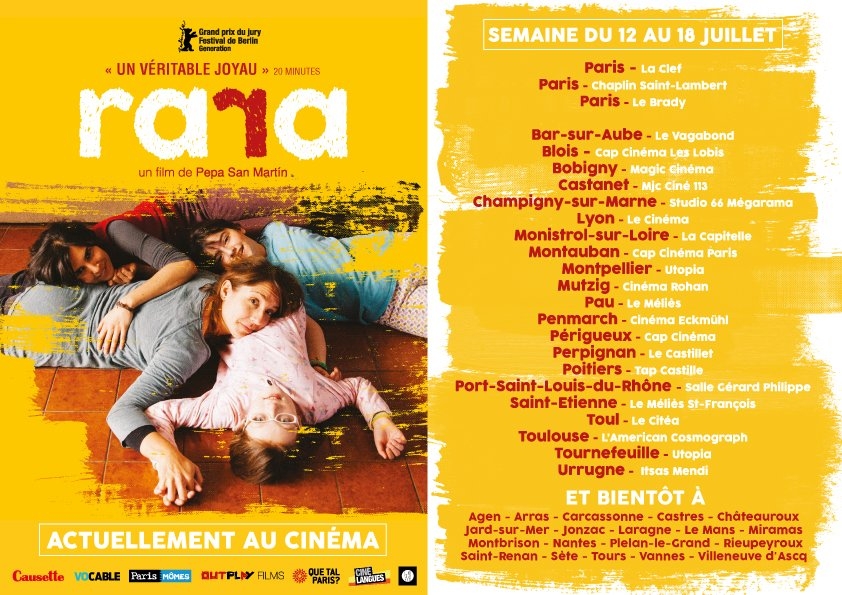 Grand prix du jury
Festival de Berlin
Generation
« UN VÉRITABLE JOYAU » 20 MINUTES
rara
un film de Pepa San Martín
ACTUELLEMENT AU CINÉMA
Causette VOCABLE Paris MÔMES OUTPLAY FILMS QUE TAL PARIS? CINÉ LANGUES
SEMAINE DU 12 AU 18 JUILLET
Paris - La Clef
Paris - Chaplin Saint-Lambert
Paris - Le Brady
Bar-sur-Aube - Le Vagabond
Blois - Cap Cinéma Les Lobis
Bobigny - Magic Cinéma
Castanet - Mjc Ciné 113
Champigny-sur-Marne - Studio 66 Mégarama
Lyon - Le Cinéma
Monistrol-sur-Loire - La Capitelle
Montauban - Cap Cinéma Paris
Montpellier - Utopia
Mutzig - Cinéma Rohan
Pau - Le Méliès
Penmarch - Cinéma Eckmühl
Périgueux - Cap Cinéma
Perpignan - Le Castillet
Poitiers - Tap Castille
Port-Saint-Louis-du-Rhône - Salle Gérard Philippe
Saint-Etienne - Le Méliès St-François
Toul - Le Citéa
Toulouse - L'American Cosmograph
Tournefeuille - Utopia
Urrugne - Itsas Mendi
ET BIENTÔT À
Agen - Arras - Carcassonne - Castres - Châteauroux
Jard-sur-Mer - Jonzac - Laragne - Le Mans - Miramas
Montbrison - Nantes - Plelan-le-Grand - Rieupeyroux
Saint-Renan - Sète - Tours - Vannes - Villeneuve d'Ascq